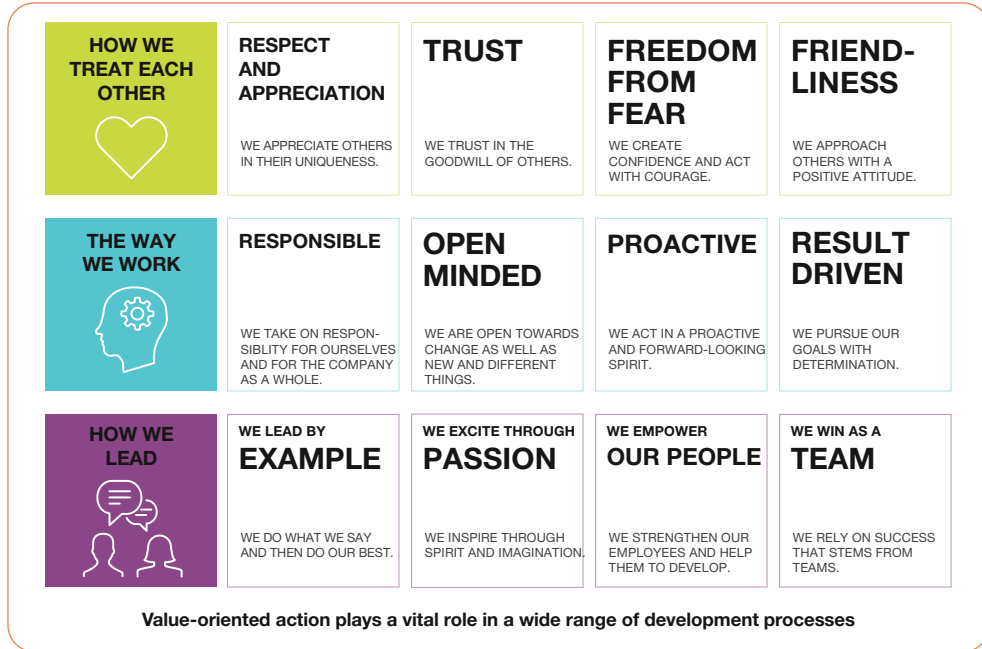 HOW WE
TREAT EACH
OTHER
RESPECT
AND
APPRECIATION
WE APPRECIATE OTHERS
IN THEIR UNIQUENESS.
TRUST
WE TRUST IN THE
GOODWILL OF OTHERS.
FREEDOM
FROM
FEAR
WE CREATE
CONFIDENCE AND ACT
WITH COURAGE.
FRIEND-
LINESS
WE APPROACH
OTHERS WITH A
POSITIVE ATTITUDE.
THE WAY
WE WORK
RESPONSIBLE
WE TAKE ON RESPON-
SIBLITY FOR OURSELVES
AND FOR THE COMPANY
AS A WHOLE.
OPEN
MINDED
WE ARE OPEN TOWARDS
CHANGE AS WELL AS
NEW AND DIFFERENT
THINGS.
PROACTIVE
WE ACT IN A PROACTIVE
AND FORWARD-LOOKING
SPIRIT.
RESULT
DRIVEN
WE PURSUE OUR
GOALS WITH
DETERMINATION.
HOW WE
LEAD
WE LEAD BY
EXAMPLE
WE DO WHAT WE SAY
AND THEN DO OUR BEST.
WE EXCITE THROUGH
PASSION
WE INSPIRE THROUGH
SPIRIT AND IMAGINATION.
WE EMPOWER
OUR PEOPLE
WE STRENGTHEN OUR
EMPLOYEES AND HELP
THEM TO DEVELOP.
WE WIN AS A
TEAM
WE RELY ON SUCCESS
THAT STEMS FROM
TEAMS.
Value-oriented action plays a vital role in a wide range of development processes